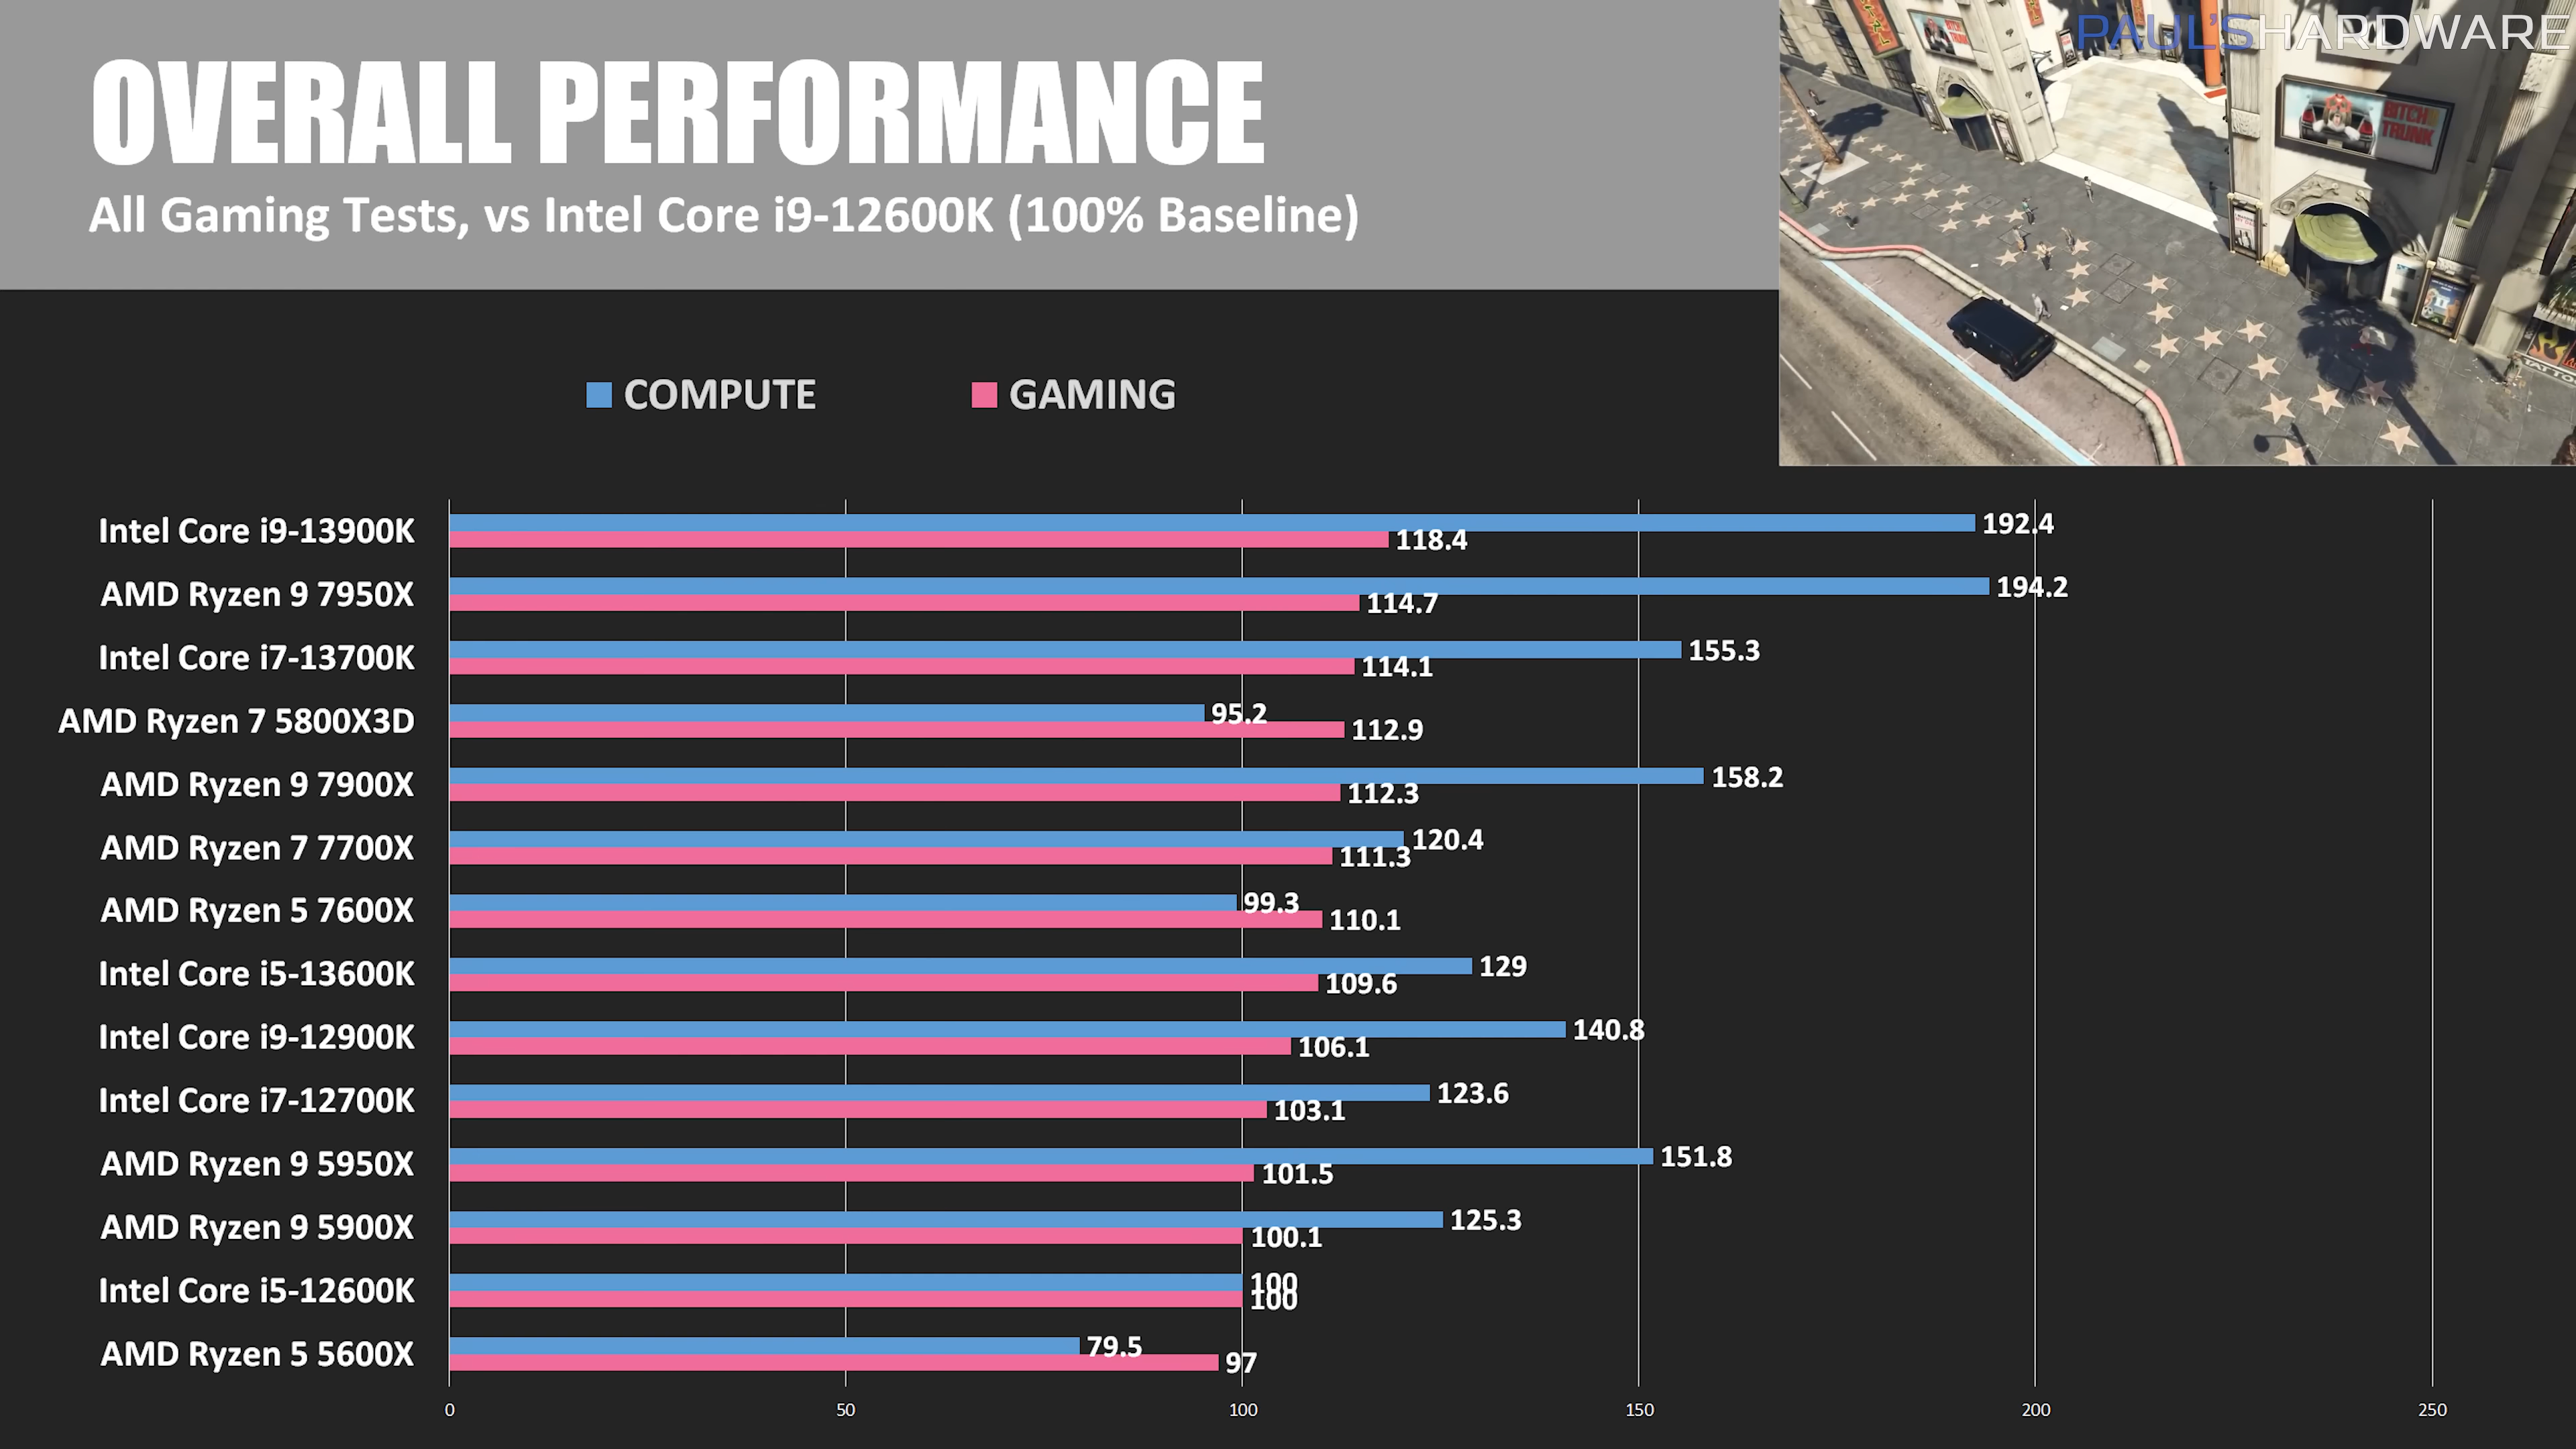 PAUL'SHARDWARE
OVERALL PERFORMANCE
All Gaming Tests, vs Intel Core i9-12600K (100% Baseline)
BITCH
TRUNK
TATTO
COMPUTE GAMING
Intel Core i9-13900K 192.4 118.4
AMD Ryzen 9 7950X 194.2 114.7
Intel Core i7-13700K 155.3 114.1
AMD Ryzen 7 5800X3D 95.2 112.9
AMD Ryzen 9 7900X 158.2 112.3
AMD Ryzen 7 7700X 120.4 111.3
AMD Ryzen 5 7600X 99.3 110.1
Intel Core i5-13600K 129 109.6
Intel Core i9-12900K 140.8 106.1
Intel Core i7-12700K 123.6 103.1
AMD Ryzen 9 5950X 151.8 101.5
AMD Ryzen 9 5900X 125.3 100.1
Intel Core i5-12600K 100 100
AMD Ryzen 5 5600X 79.5 97
0 50 100 150 200 250